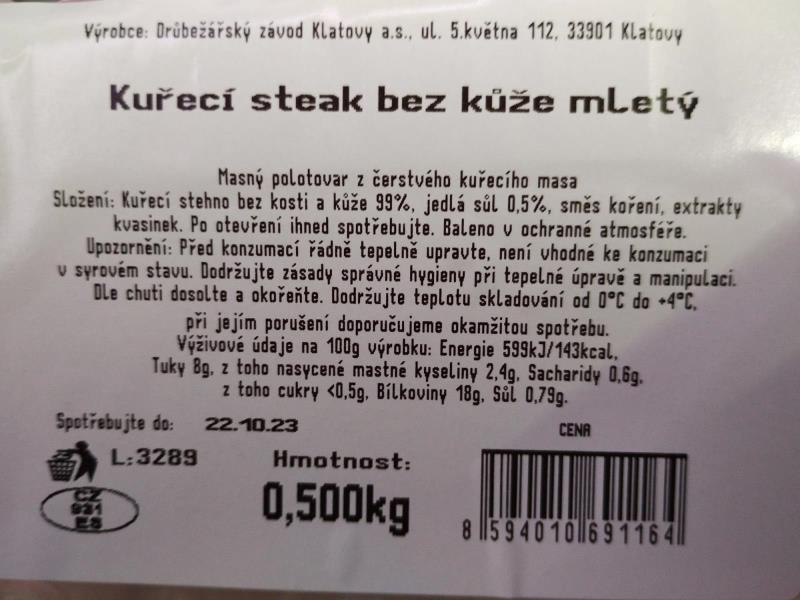 Výrobce: Drůbežářský závod Klatovy a.s., ul. 5.května 112, 33901 Klatovy
Kuřecí steak bez kůže mletý
Masný polotovar z čerstvého kuřecího masa
Složení: Kuřecí stehno bez kosti a kůže 99%, jedlá sůl 0,5%, směs koření, extrakty
kvasinek. Po otevření ihned spotřebujte. Baleno v ochranné atmosféře.
Upozornění: Před konzumací řádně tepelně upravte, není vhodné ke konzumaci
v syrovém stavu. Dodržujte zásady správné hygieny při tepelné úpravě a manipulaci.
Dle chuti dosolte a okořeňte. Dodržujte teplotu skladování od 0°C do +4°C,
při jejím porušení doporučujeme okamžitou spotřebu.
Výživové údaje na 100g výrobku: Energie 599kJ/143kcal,
Tuky 8g, z toho nasycené mastné kyseliny 2,4g, Sacharidy 0,6g,
z toho cukry <0,5g, Bílkoviny 18g, Sůl 0,79g.
Spotřebujte do: 22.10.23
CENA
L:3289
Hmotnost:
CZ
931
ES
0,500kg
8 594010 691164